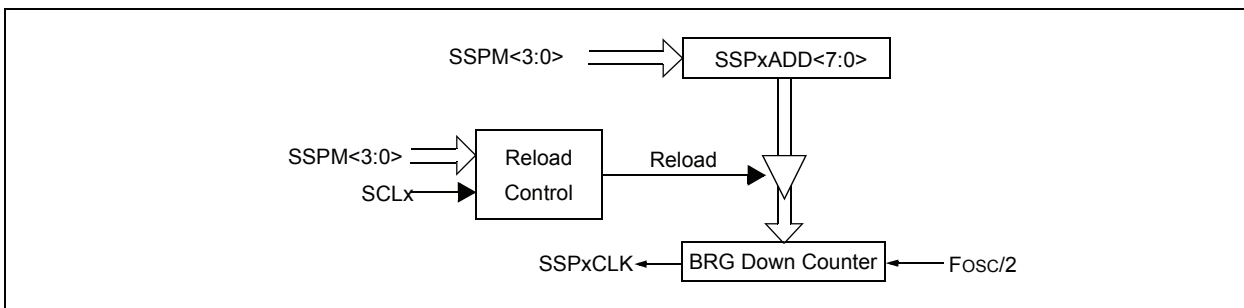 SSPM<3:0>
SSPxADD<7:0>
SSPM<3:0>
SCLx
Reload
Control
Reload
SSPxCLK
BRG Down Counter
FOSC/2